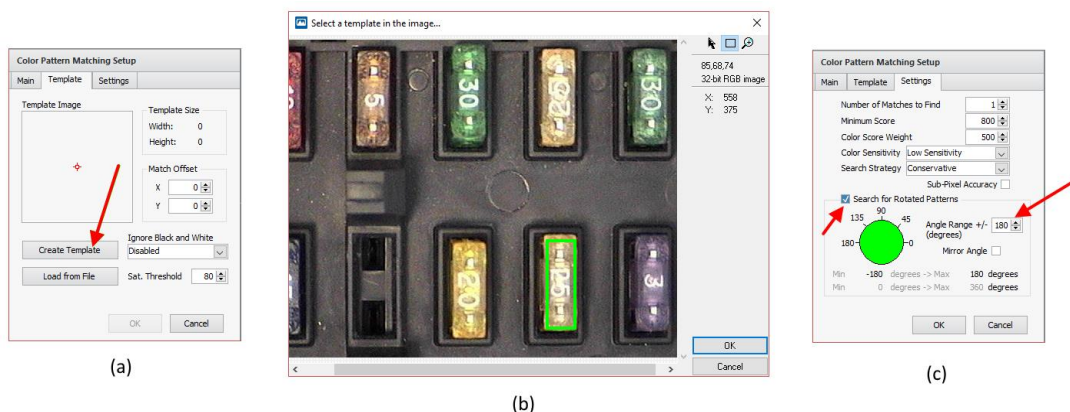 Color Pattern Matching Setup
Main Template Settings
Template Image
Template Size
Width: 0
Height: 0
Match Offset
X 0
Y 0
Create Template
Ignore Black and White
Disabled
Load from File
Sat. Threshold 80
OK Cancel
(a)
Select a template in the image...
85,68,74
32-bit RGB image
X: 558
Y: 375
5
30
30
20
25
3
OK
Cancel
(b)
Color Pattern Matching Setup
Main Template Settings
Number of Matches to Find 1
Minimum Score 800
Color Score Weight 500
Color Sensitivity Low Sensitivity
Search Strategy Conservative
Sub-Pixel Accuracy
Search for Rotated Patterns
90
135 45
180 0
Angle Range +/- 180
(degrees)
Mirror Angle
Min -180 degrees -> Max 180 degrees
Min 0 degrees -> Max 360 degrees
OK Cancel
(c)